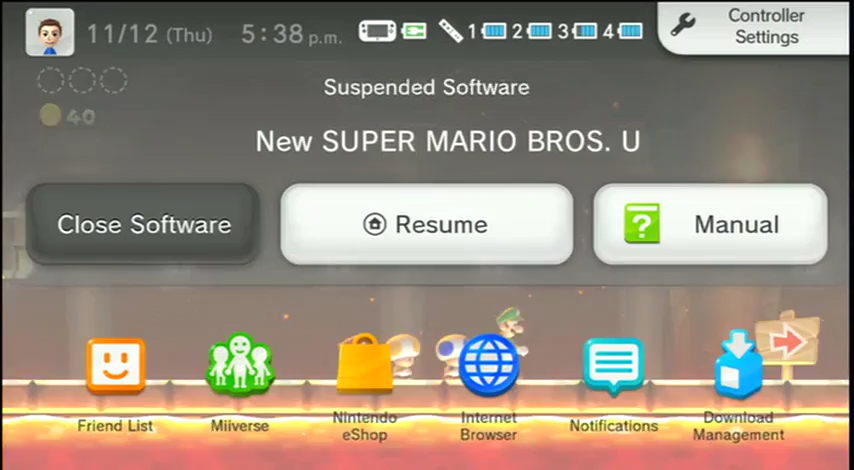 11/12 (Thu) 5:38 p.m. 1 2 3 4
Controller
Settings
40
Suspended Software
New SUPER MARIO BROS. U
Close Software
Resume
? Manual
Friend List
Miiverse
Nintendo
eShop
Internet
Browser
Notifications
Download
Management